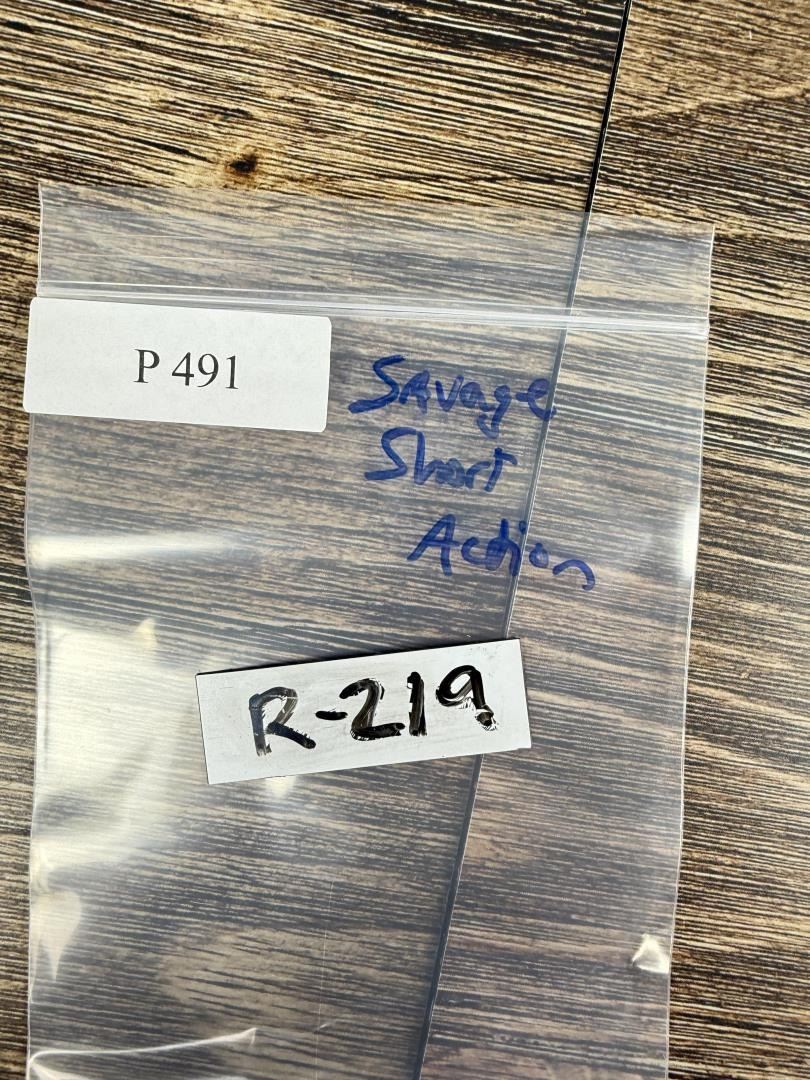 P 491
SAvage
Short
Action
R-219